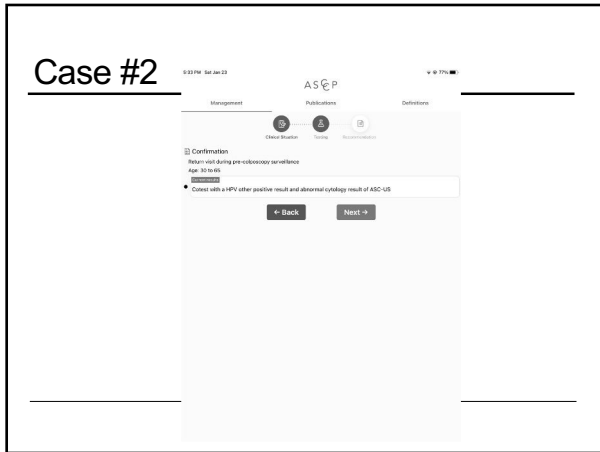 Case #2
5:33 PM Sat Jan 23
77%
ASCCP
Management Publications Definitions
Clinical Situation Testing Recommendation
Confirmation
Return visit during pre-colposcopy surveillance
Age: 30 to 65
Current results
Cotest with a HPV other positive result and abnormal cytology result of ASC-US
← Back Next →